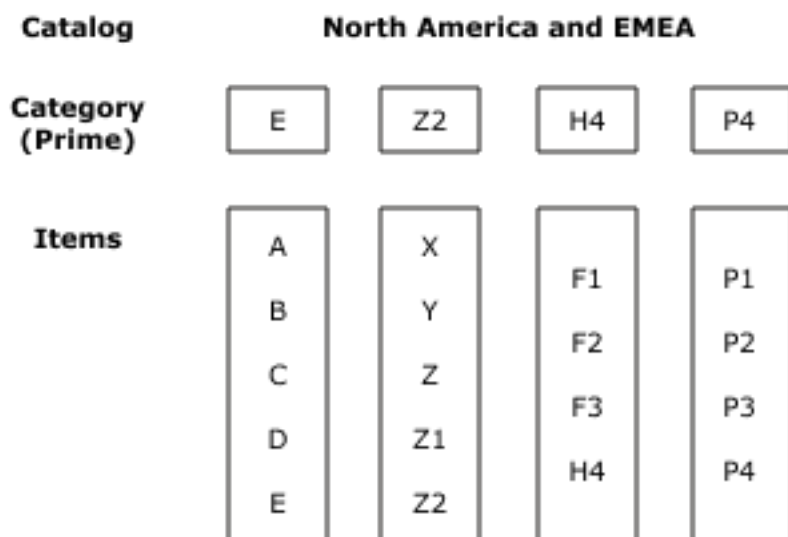 Catalog North America and EMEA
Category (Prime) E Z2 H4 P4
Items
A X
F1 P1
B Y
F2 P2
C Z
F3 P3
D Z1
H4 P4
E Z2